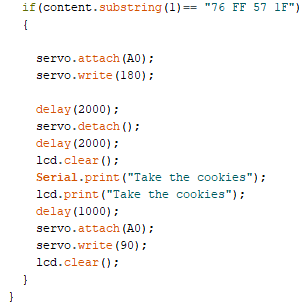 if(content.substring(1)== "76 FF 57 1F")
{
servo.attach(A0);
servo.write(180);
delay(2000);
servo.detach();
delay(2000);
lcd.clear();
Serial.print("Take the cookies");
lcd.print("Take the cookies");
delay(1000);
servo.attach(A0);
servo.write(90);
lcd.clear();
}
}